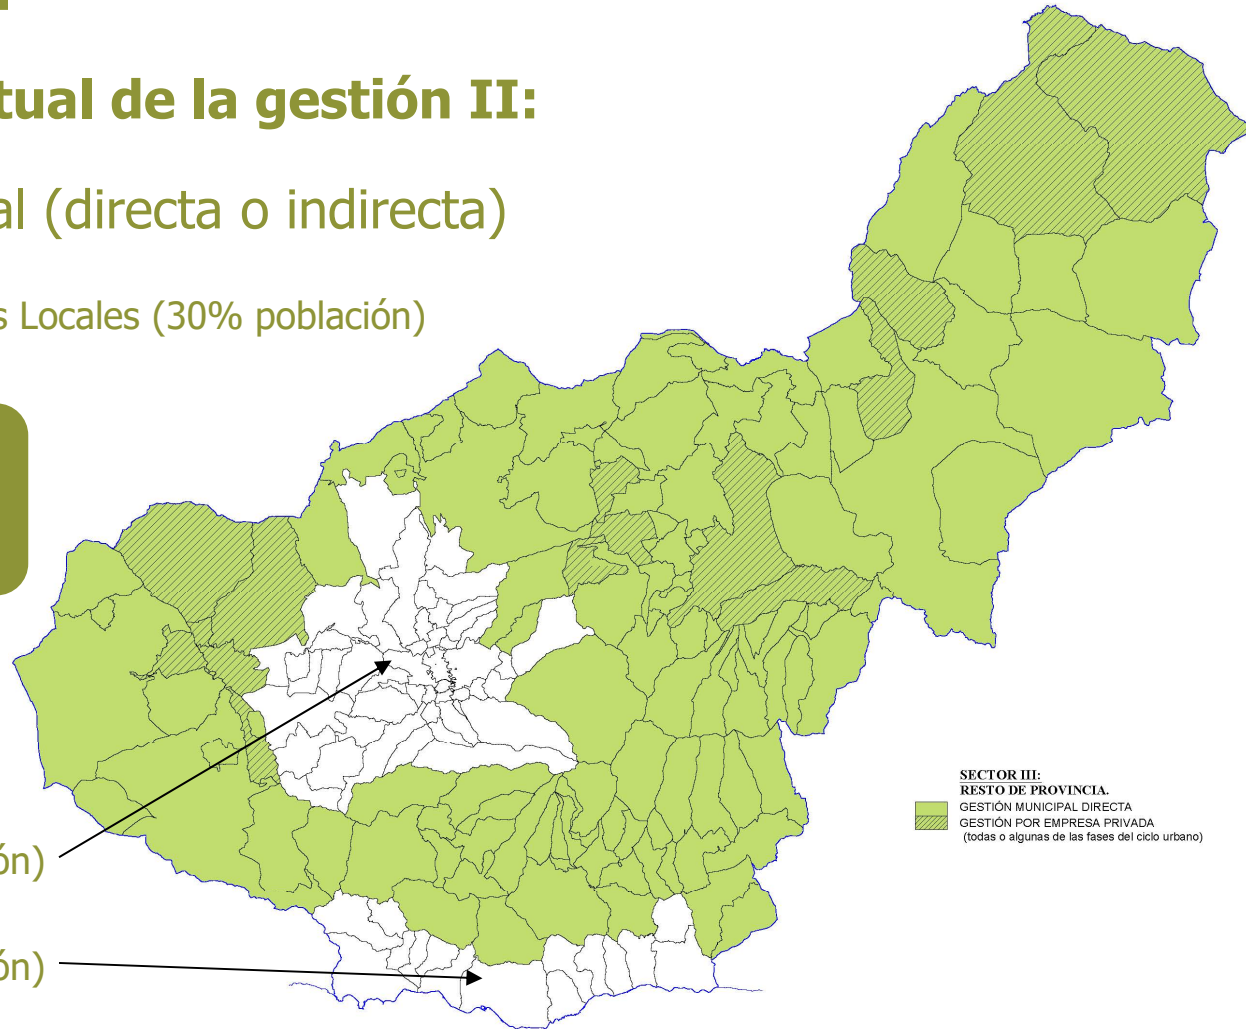 tual de la gestión II:
al (directa o indirecta)
s Locales (30% población)
ón)
ón)
SECTOR III:
RESTO DE PROVINCIA.
GESTIÓN MUNICIPAL DIRECTA
GESTIÓN POR EMPRESA PRIVADA
(todas o algunas de las fases del ciclo urbano)